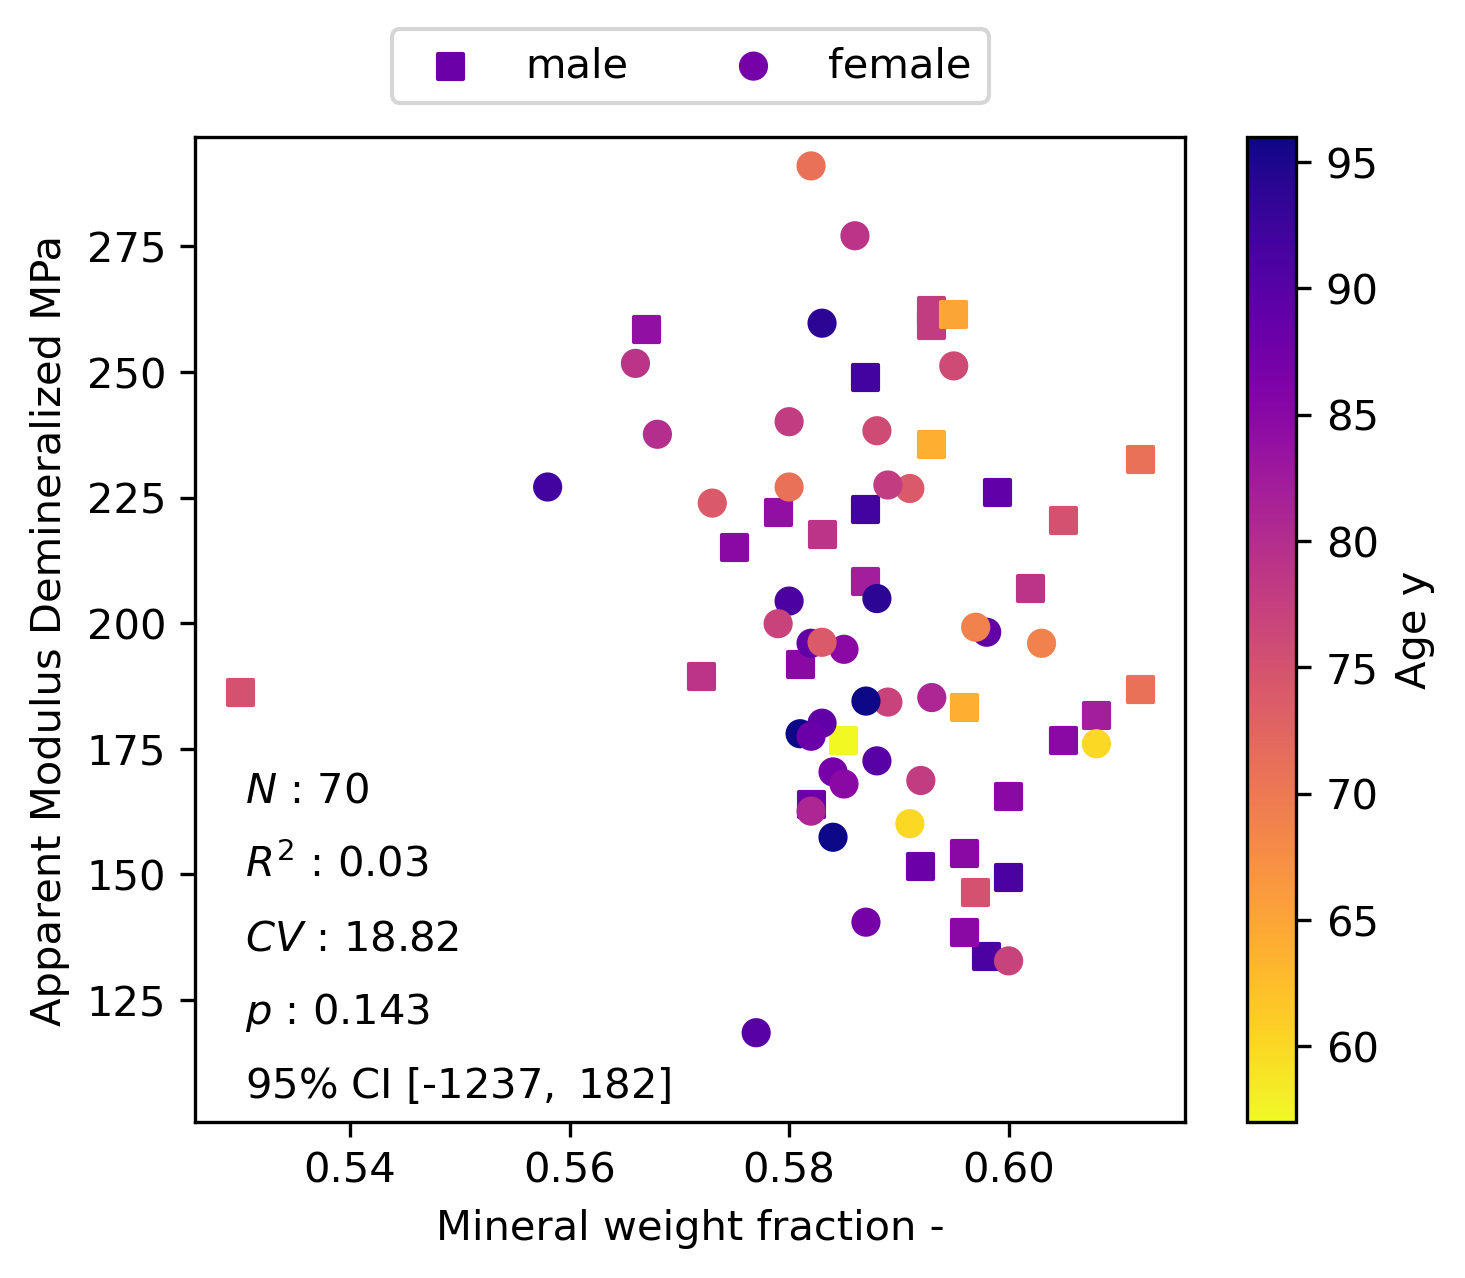 male female
275
250
225
200
175
150
125
Apparent Modulus Demineralized MPa
N : 70
R² : 0.03
CV : 18.82
p : 0.143
95% CI [-1237, 182]
0.54 0.56 0.58 0.60
Mineral weight fraction -
95
90
85
80
75
70
65
60
Age y